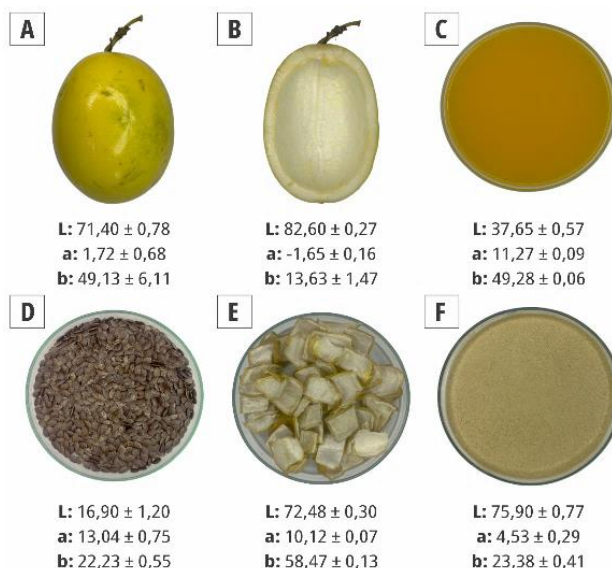 A B C
L: 71,40 ± 0,78 L: 82,60 ± 0,27 L: 37,65 ± 0,57
a: 1,72 ± 0,68 a: -1,65 ± 0,16 a: 11,27 ± 0,09
b: 49,13 ± 6,11 b: 13,63 ± 1,47 b: 49,28 ± 0,06
D E F
L: 16,90 ± 1,20 L: 72,48 ± 0,30 L: 75,90 ± 0,77
a: 13,04 ± 0,75 a: 10,12 ± 0,07 a: 4,53 ± 0,29
b: 22,23 ± 0,55 b: 58,47 ± 0,13 b: 23,38 ± 0,41